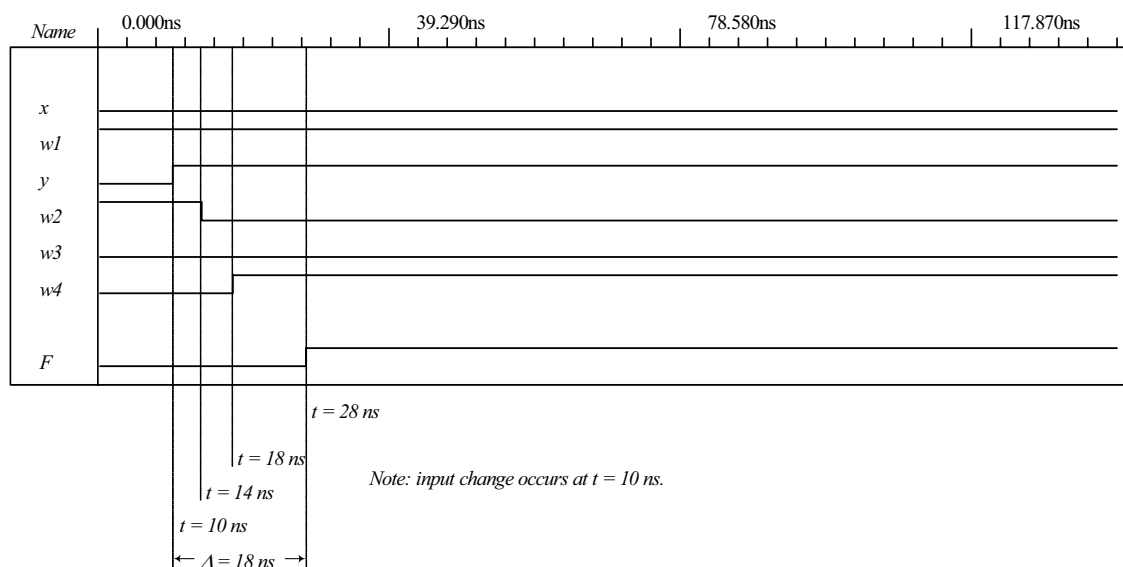 Name 0.000ns 39.290ns 78.580ns 117.870ns
x
w1
y
w2
w3
w4
F
t = 28 ns
t = 18 ns
Note: input change occurs at t = 10 ns.
t = 14 ns
t = 10 ns
Δ = 18 ns